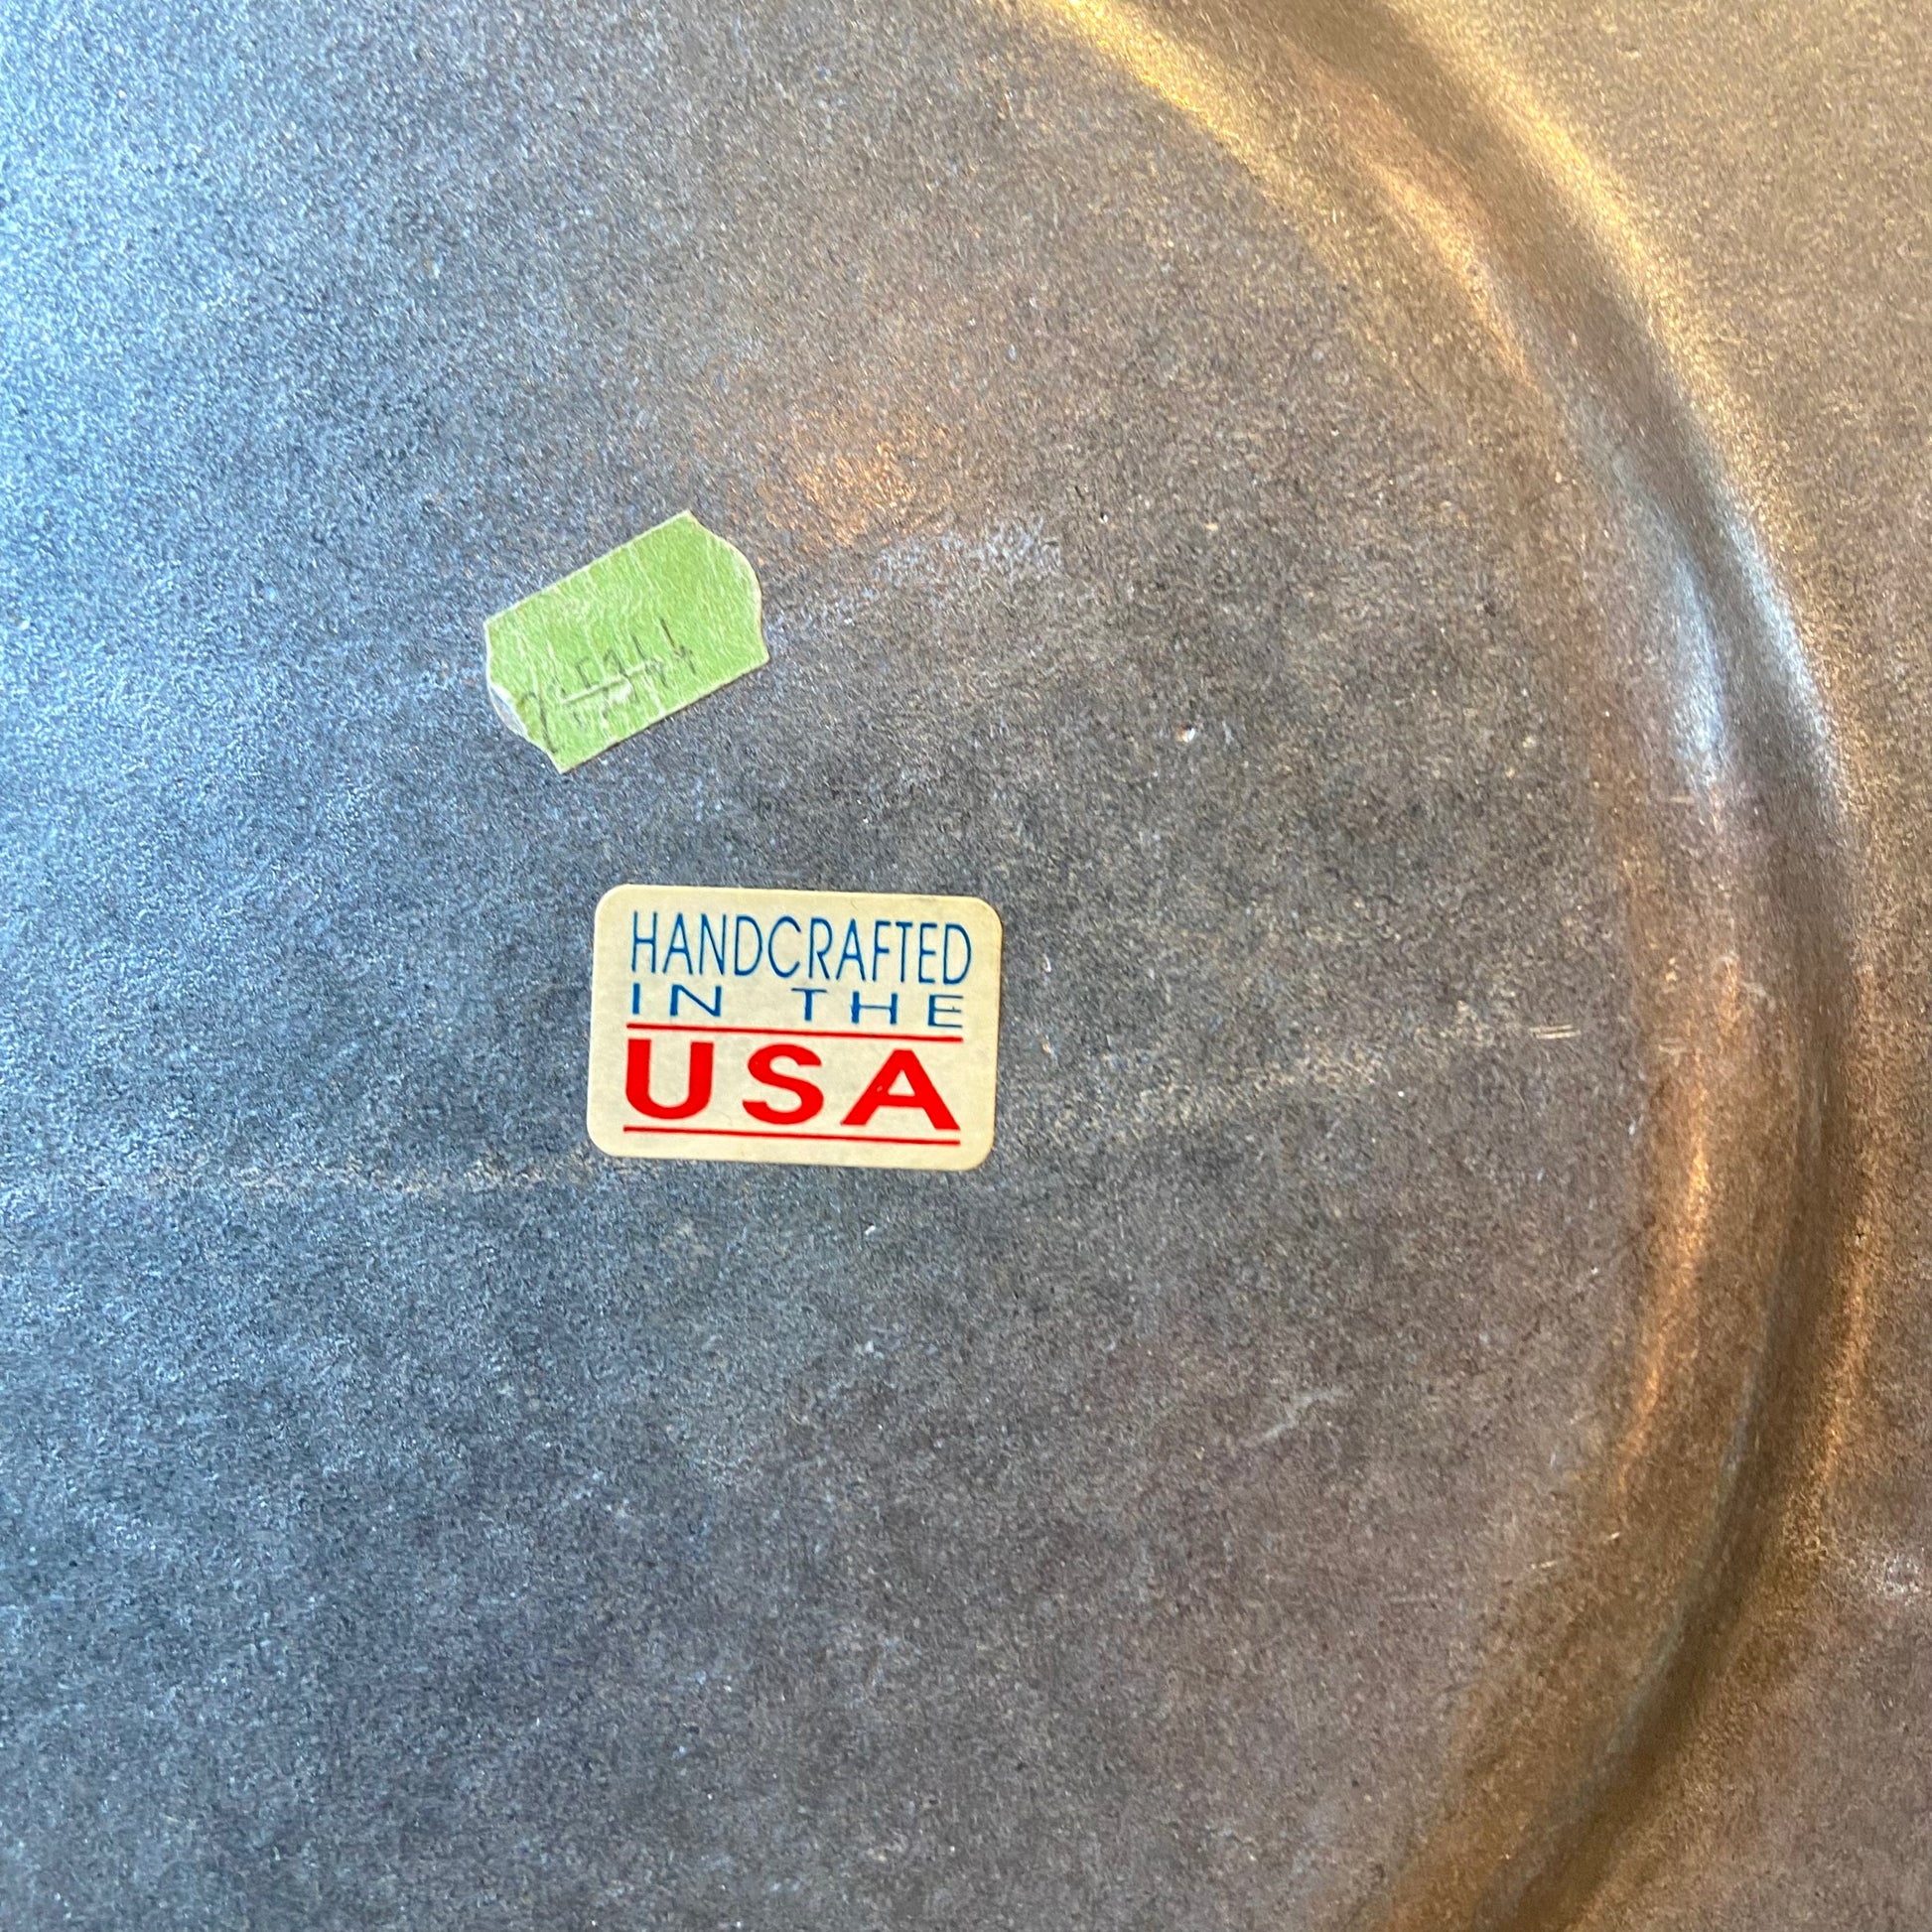 HANDCRAFTED
IN THE
USA